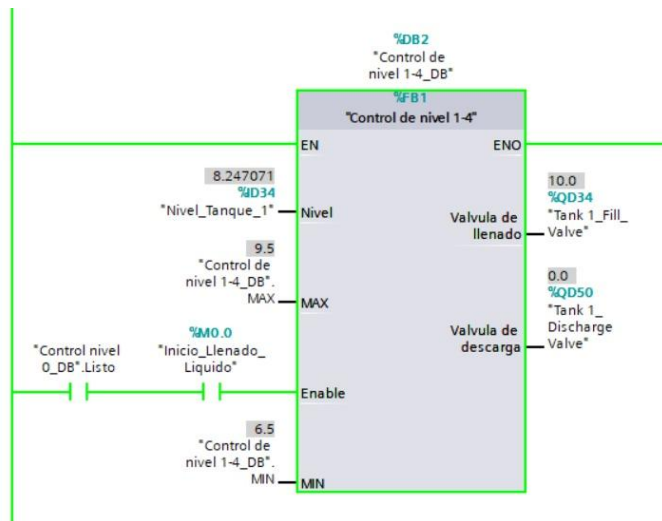 %DB2
"Control de
nivel 1-4_DB"
%FB1
"Control de nivel 1-4"
EN
ENO
8.247071
%ID34
"Nivel_Tanque_1"
Nivel
10.0
%QD34
Valvula de
llenado
"Tank 1_Fill_
Valve"
9.5
"Control de
nivel 1-4_DB".
MAX
MAX
0.0
%QD50
Valvula de
descarga
"Tank 1_
Discharge
Valve"
"Control nivel
0_DB".Listo
%M0.0
"Inicio_Llenado_
Liquido"
Enable
6.5
"Control de
nivel 1-4_DB".
MIN
MIN